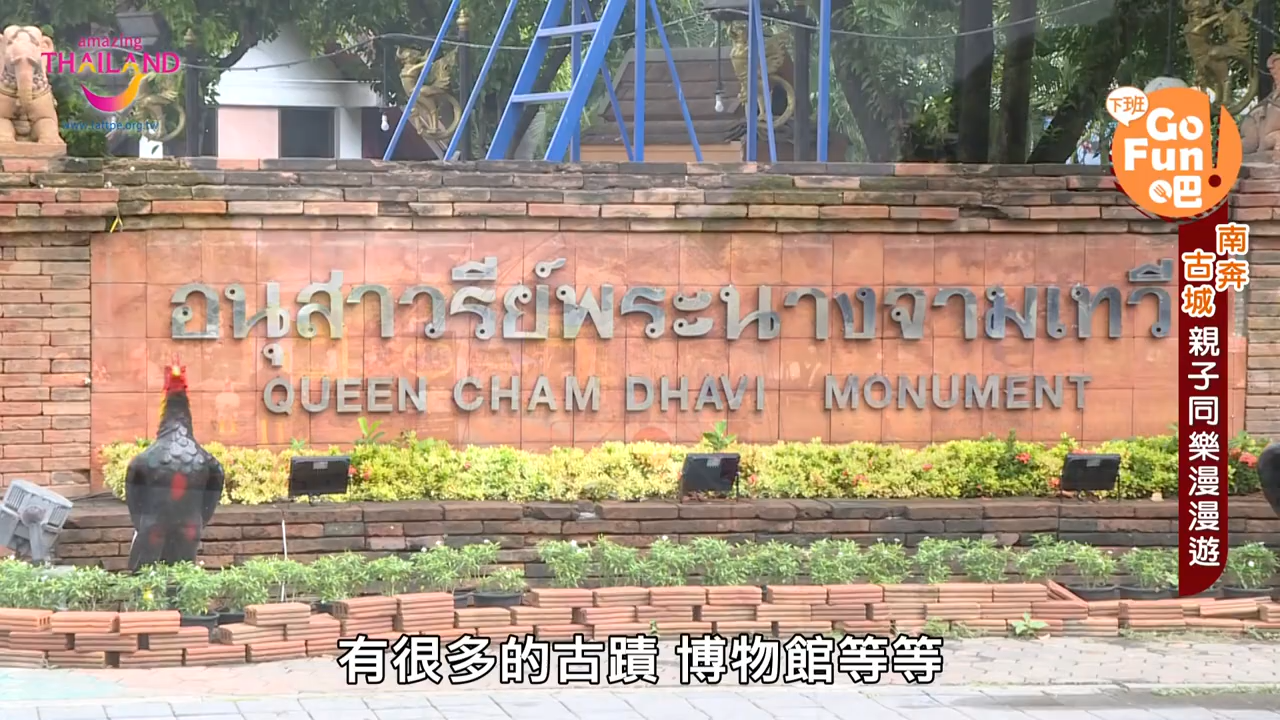 amazing
THAILAND
下班
Go
Fun!
吧
南奔
古城
親子同樂漫漫遊
อนุสาวรีย์พระนางจามเทวี
QUEEN CHAM DHAVI MONUMENT
有很多的古蹟 博物館等等